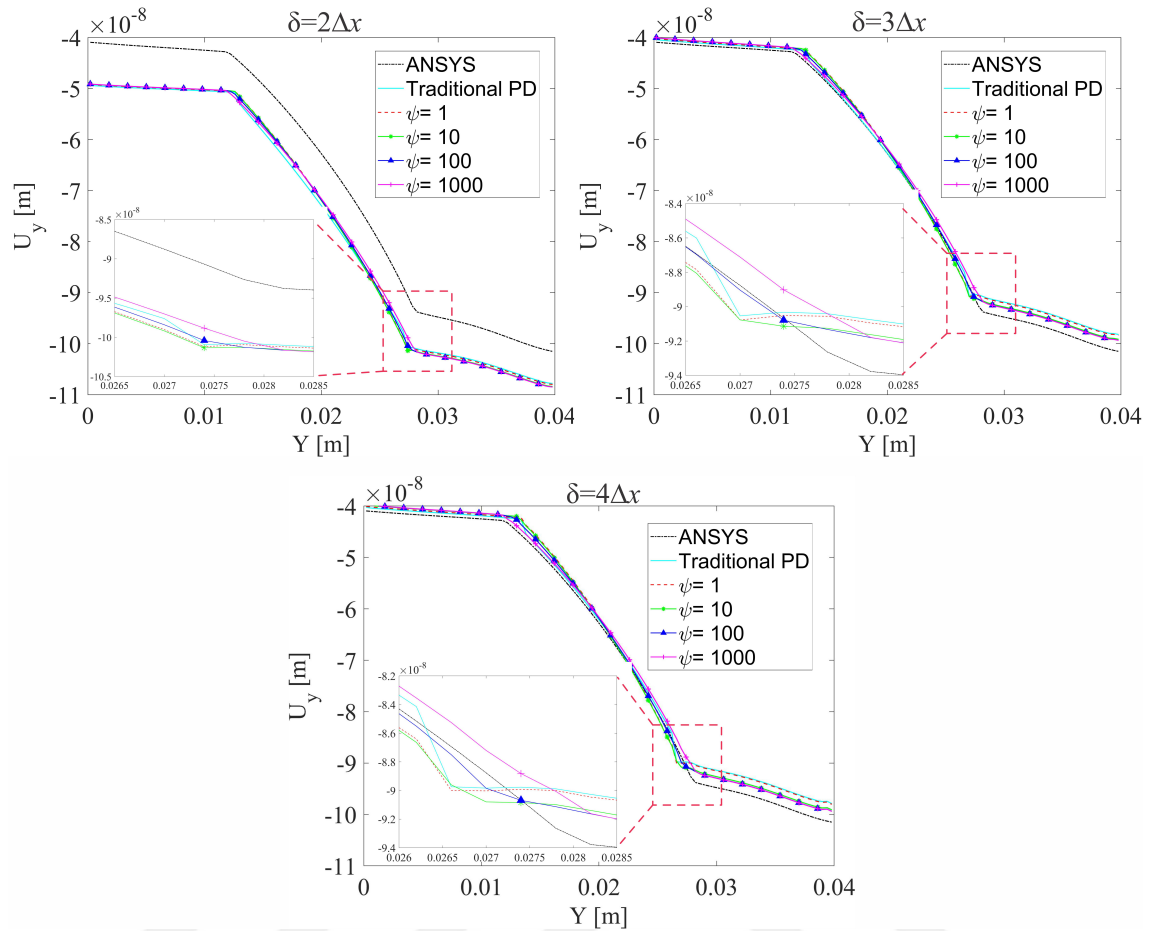 ×10⁻⁸
δ=2Δx
-4
-5
-6
-7
-8
-9
-10
-11
U_y [m]
ANSYS
Traditional PD
ψ= 1
ψ= 10
ψ= 100
ψ= 1000
×10⁻⁸
-8.5
-9
-9.5
-10
-10.5
0.0265 0.027 0.0275 0.028 0.0285
0 0.01 0.02 0.03 0.04
Y [m]
×10⁻⁸
δ=3Δx
-4
-5
-6
-7
-8
-9
-10
-11
U_y [m]
ANSYS
Traditional PD
ψ= 1
ψ= 10
ψ= 100
ψ= 1000
×10⁻⁸
-8.4
-8.6
-8.8
-9
-9.2
-9.4
0.0265 0.027 0.0275 0.028 0.0285
0 0.01 0.02 0.03 0.04
Y [m]
×10⁻⁸
δ=4Δx
-4
-5
-6
-7
-8
-9
-10
-11
U_y [m]
ANSYS
Traditional PD
ψ= 1
ψ= 10
ψ= 100
ψ= 1000
×10⁻⁸
-8.2
-8.4
-8.6
-8.8
-9
-9.2
-9.4
0.026 0.0265 0.027 0.0275 0.028 0.0285
0 0.01 0.02 0.03 0.04
Y [m]